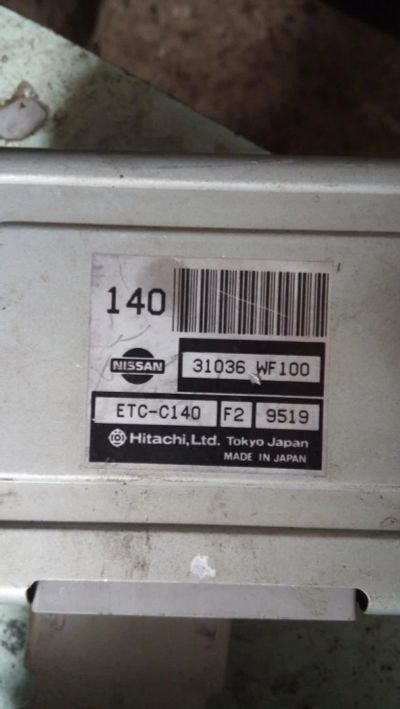 140
NISSAN
31036 WF100
ETC-C140 F2 9519
Hitachi, Ltd. Tokyo Japan
MADE IN JAPAN